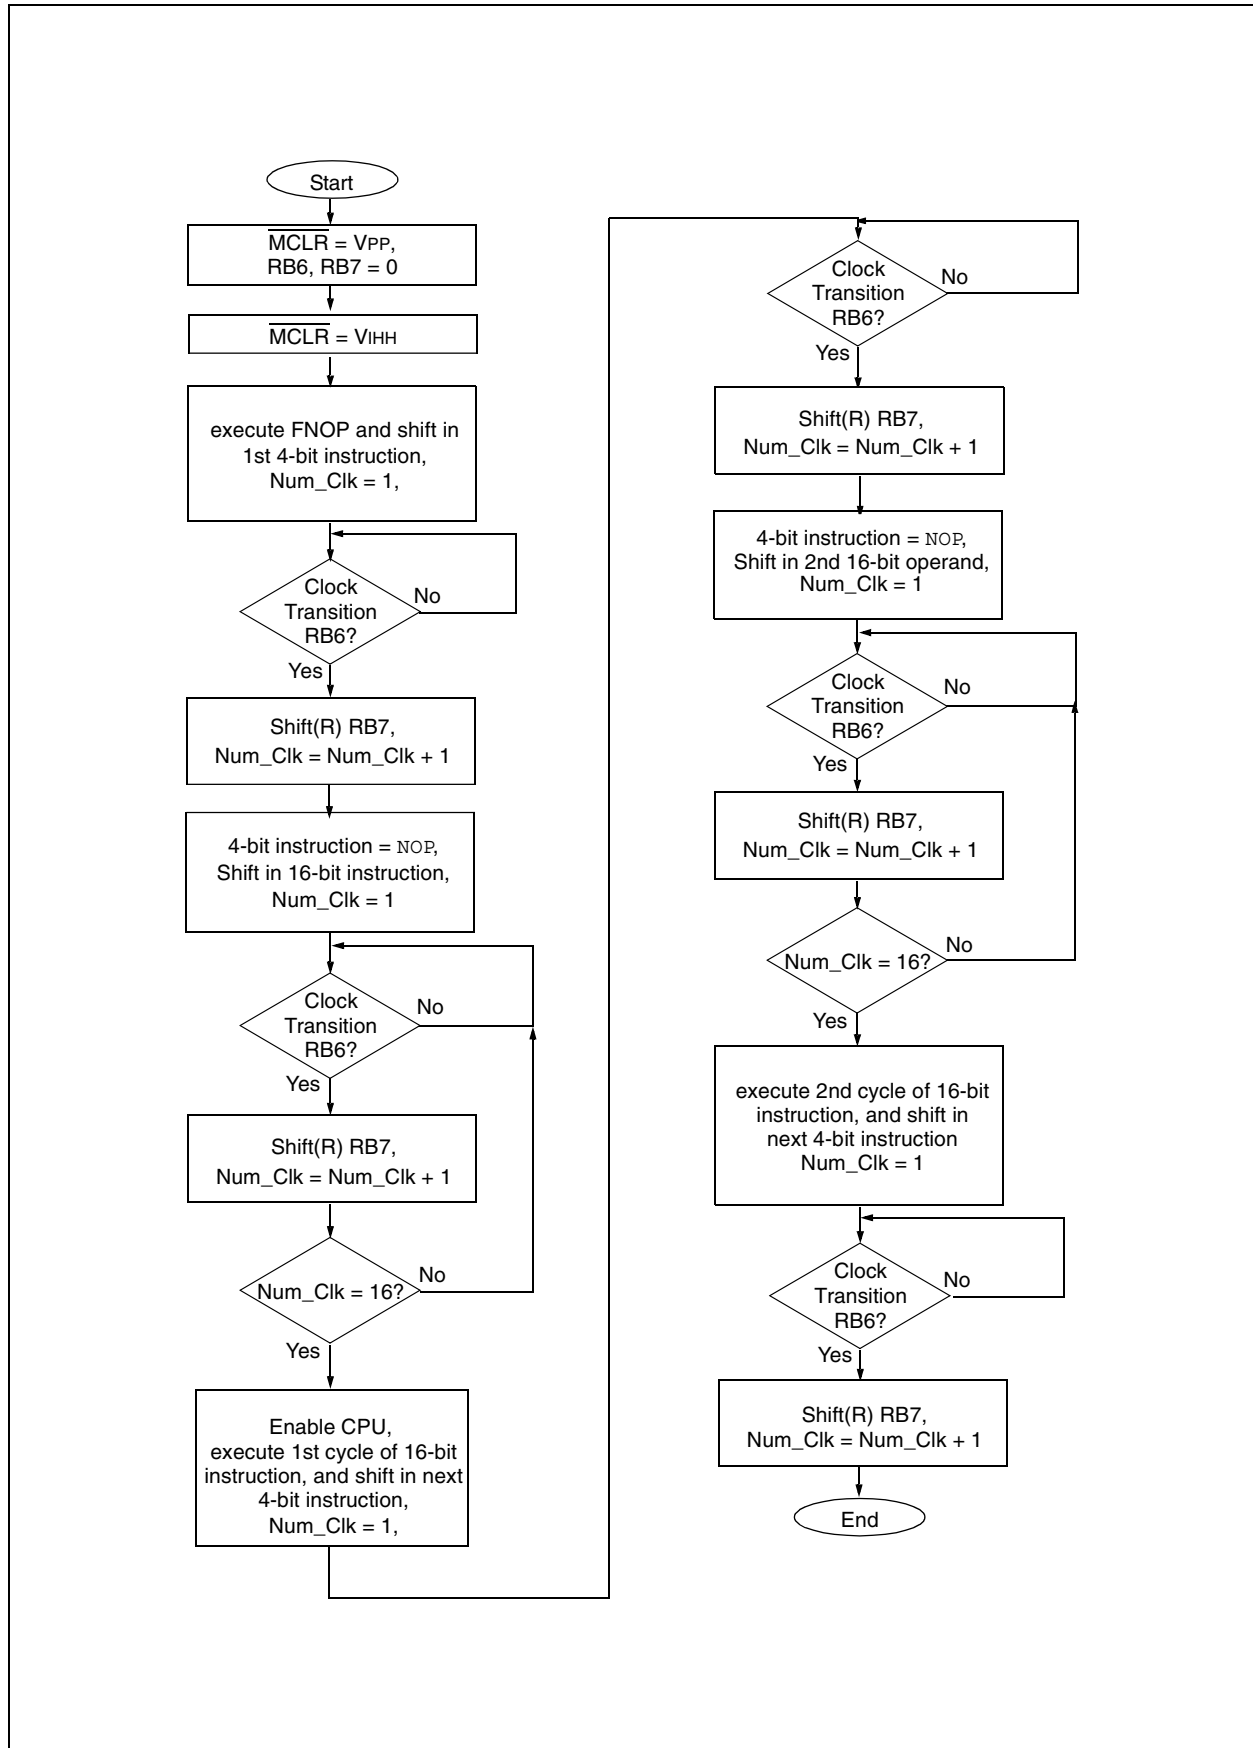 Start
MCLR = VPP,
RB6, RB7 = 0
MCLR = VIHH
execute FNOP and shift in
1st 4-bit instruction,
Num_Clk = 1,
Clock
Transition
RB6?
No
Yes
Shift(R) RB7,
Num_Clk = Num_Clk + 1
4-bit instruction = NOP,
Shift in 16-bit instruction,
Num_Clk = 1
Clock
Transition
RB6?
No
Yes
Shift(R) RB7,
Num_Clk = Num_Clk + 1
Num_Clk = 16?
No
Yes
Enable CPU,
execute 1st cycle of 16-bit
instruction, and shift in next
4-bit instruction,
Num_Clk = 1,
Clock
Transition
RB6?
No
Yes
Shift(R) RB7,
Num_Clk = Num_Clk + 1
4-bit instruction = NOP,
Shift in 2nd 16-bit operand,
Num_Clk = 1
Clock
Transition
RB6?
No
Yes
Shift(R) RB7,
Num_Clk = Num_Clk + 1
Num_Clk = 16?
No
Yes
execute 2nd cycle of 16-bit
instruction, and shift in
next 4-bit instruction
Num_Clk = 1
Clock
Transition
RB6?
No
Yes
Shift(R) RB7,
Num_Clk = Num_Clk + 1
End